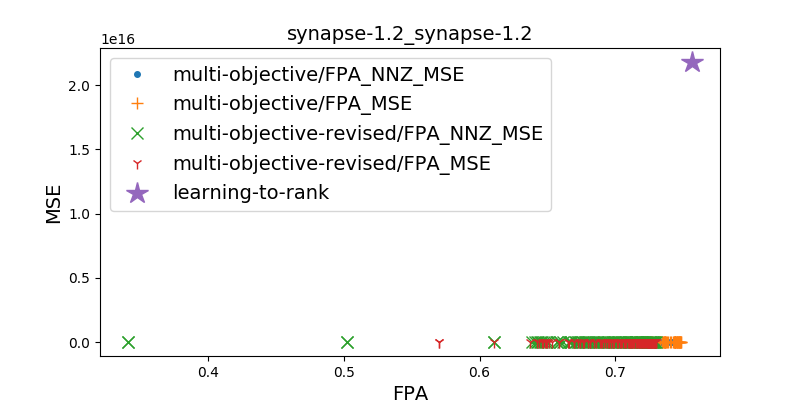 synapse-1.2_synapse-1.2
1e16
multi-objective/FPA_NNZ_MSE
multi-objective/FPA_MSE
multi-objective-revised/FPA_NNZ_MSE
multi-objective-revised/FPA_MSE
learning-to-rank
MSE
2.0
1.5
1.0
0.5
0.0
0.4 0.5 0.6 0.7
FPA